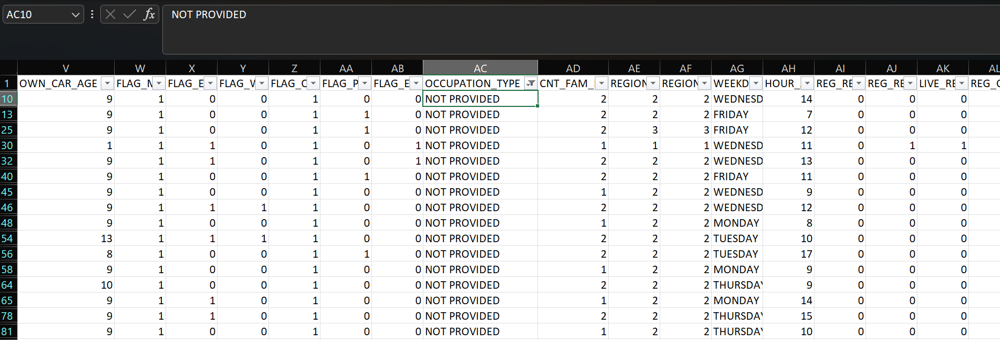 AC10 fx NOT PROVIDED
V W X Y Z AA AB AC AD AE AF AG AH AI AJ AK AL
1 OWN_CAR_AGE FLAG_M FLAG_E FLAG_W FLAG_C FLAG_P FLAG_E OCCUPATION_TYPE CNT_FAM_ REGION REGION WEEKD HOUR_ REG_RE REG_RE LIVE_RE REG_C
10 9 1 0 0 1 0 0 NOT PROVIDED 2 2 2 WEDNESD 14 0 0 0
13 9 1 0 0 1 1 0 NOT PROVIDED 2 2 2 FRIDAY 7 0 0 0
25 9 1 0 0 1 1 0 NOT PROVIDED 2 3 3 FRIDAY 12 0 0 0
30 1 1 1 0 1 0 1 NOT PROVIDED 1 1 1 WEDNESD 11 0 1 1
32 9 1 1 0 1 0 1 NOT PROVIDED 2 2 2 WEDNESD 13 0 0 0
40 9 1 0 0 1 1 0 NOT PROVIDED 2 2 2 FRIDAY 11 0 0 0
45 9 1 0 0 1 0 0 NOT PROVIDED 1 2 2 WEDNESD 9 0 0 0
46 9 1 1 1 1 0 0 NOT PROVIDED 2 2 2 WEDNESD 12 0 0 0
48 9 1 0 0 1 0 0 NOT PROVIDED 1 2 2 MONDAY 8 0 0 0
54 13 1 1 1 1 0 0 NOT PROVIDED 2 2 2 TUESDAY 10 0 0 0
56 8 1 0 0 1 1 0 NOT PROVIDED 2 2 2 TUESDAY 17 0 0 0
58 9 1 0 0 1 0 0 NOT PROVIDED 1 2 2 MONDAY 9 0 0 0
64 10 1 0 0 1 0 0 NOT PROVIDED 2 2 2 THURSDAY 9 0 0 0
65 9 1 1 0 1 0 0 NOT PROVIDED 1 2 2 MONDAY 14 0 0 0
78 9 1 1 0 1 0 0 NOT PROVIDED 2 2 2 THURSDAY 15 0 0 0
81 9 1 0 0 1 0 0 NOT PROVIDED 1 2 2 THURSDAY 10 0 0 0